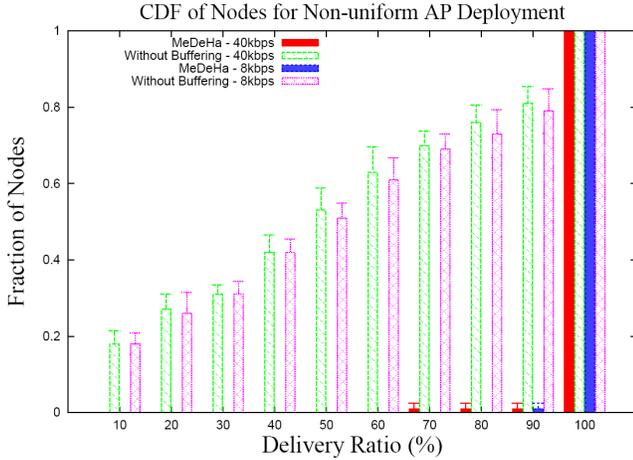 CDF of Nodes for Non-uniform AP Deployment
MeDeHa - 40kbps
Without Buffering - 40kbps
MeDeHa - 8kbps
Without Buffering - 8kbps
Fraction of Nodes
1
0.8
0.6
0.4
0.2
0
10 20 30 40 50 60 70 80 90 100
Delivery Ratio (%)